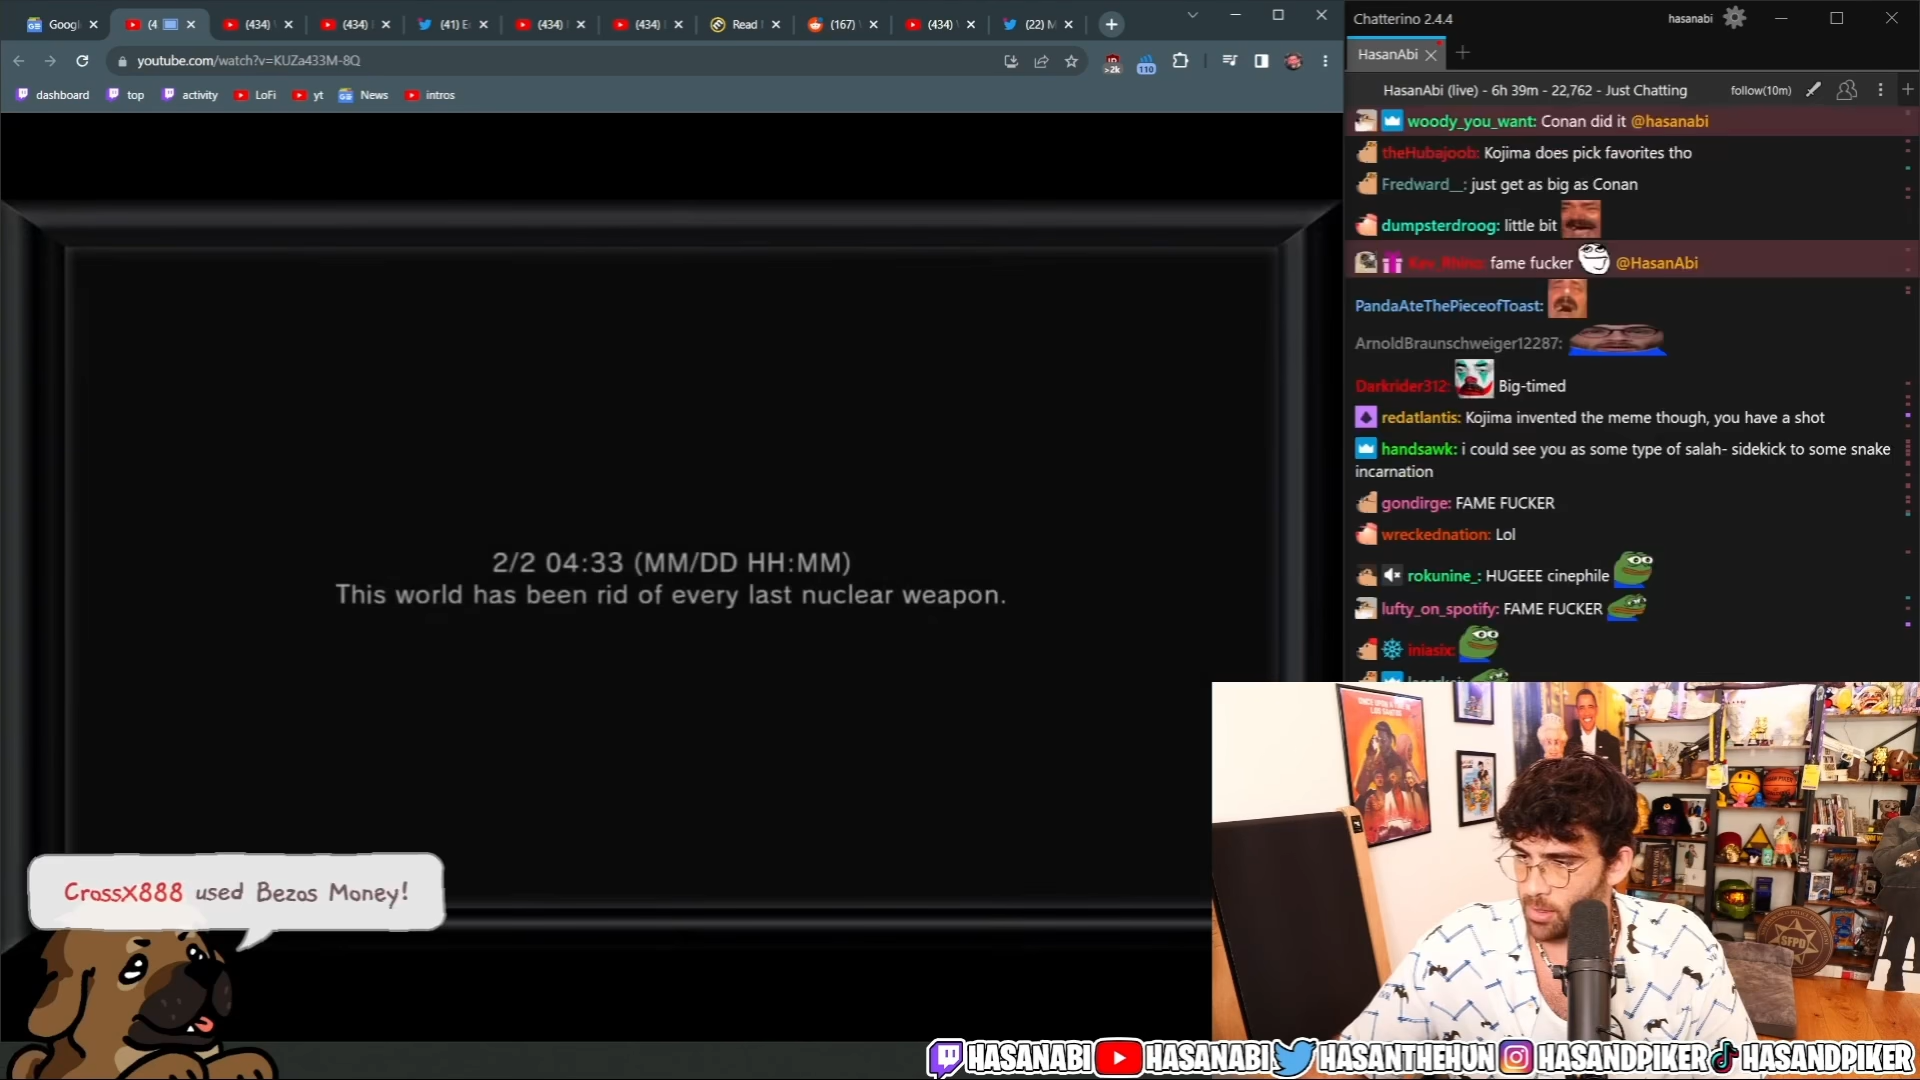 Googl
(4
(434) \
(434) I
(41) E
(434) |
(434) |
Read |
(167)
(434) \
(22) M
youtube.com/watch?v=KUZa433M-8Q
>2k
110
dashboard
top
activity
LoFi
yt
News
intros
2/2 04:33 (MM/DD HH:MM)
This world has been rid of every last nuclear weapon.
CrossX888 used Bezos Money!
Chatterino 2.4.4
hasanabi
HasanAbi
HasanAbi (live) - 6h 39m - 22,762 - Just Chatting
follow(10m)
woody_you_want: Conan did it @hasanabi
theHubajoob: Kojima does pick favorites tho
Fredward__: just get as big as Conan
dumpsterdroog: little bit
fame fucker @HasanAbi
PandaAteThePieceofToast:
ArnoldBraunschweiger12287:
Darkrider312: Big-timed
redatlantis: Kojima invented the meme though, you have a shot
handsawk: i could see you as some type of salah- sidekick to some snake
incarnation
gondirge: FAME FUCKER
wreckednation: Lol
rokunine_: HUGEEE cinephile
lufty_on_spotify: FAME FUCKER
iniasix:
SFPD
HASANABI HASANABI HASANTHEHUN HASANDPIKER HASANDPIKER